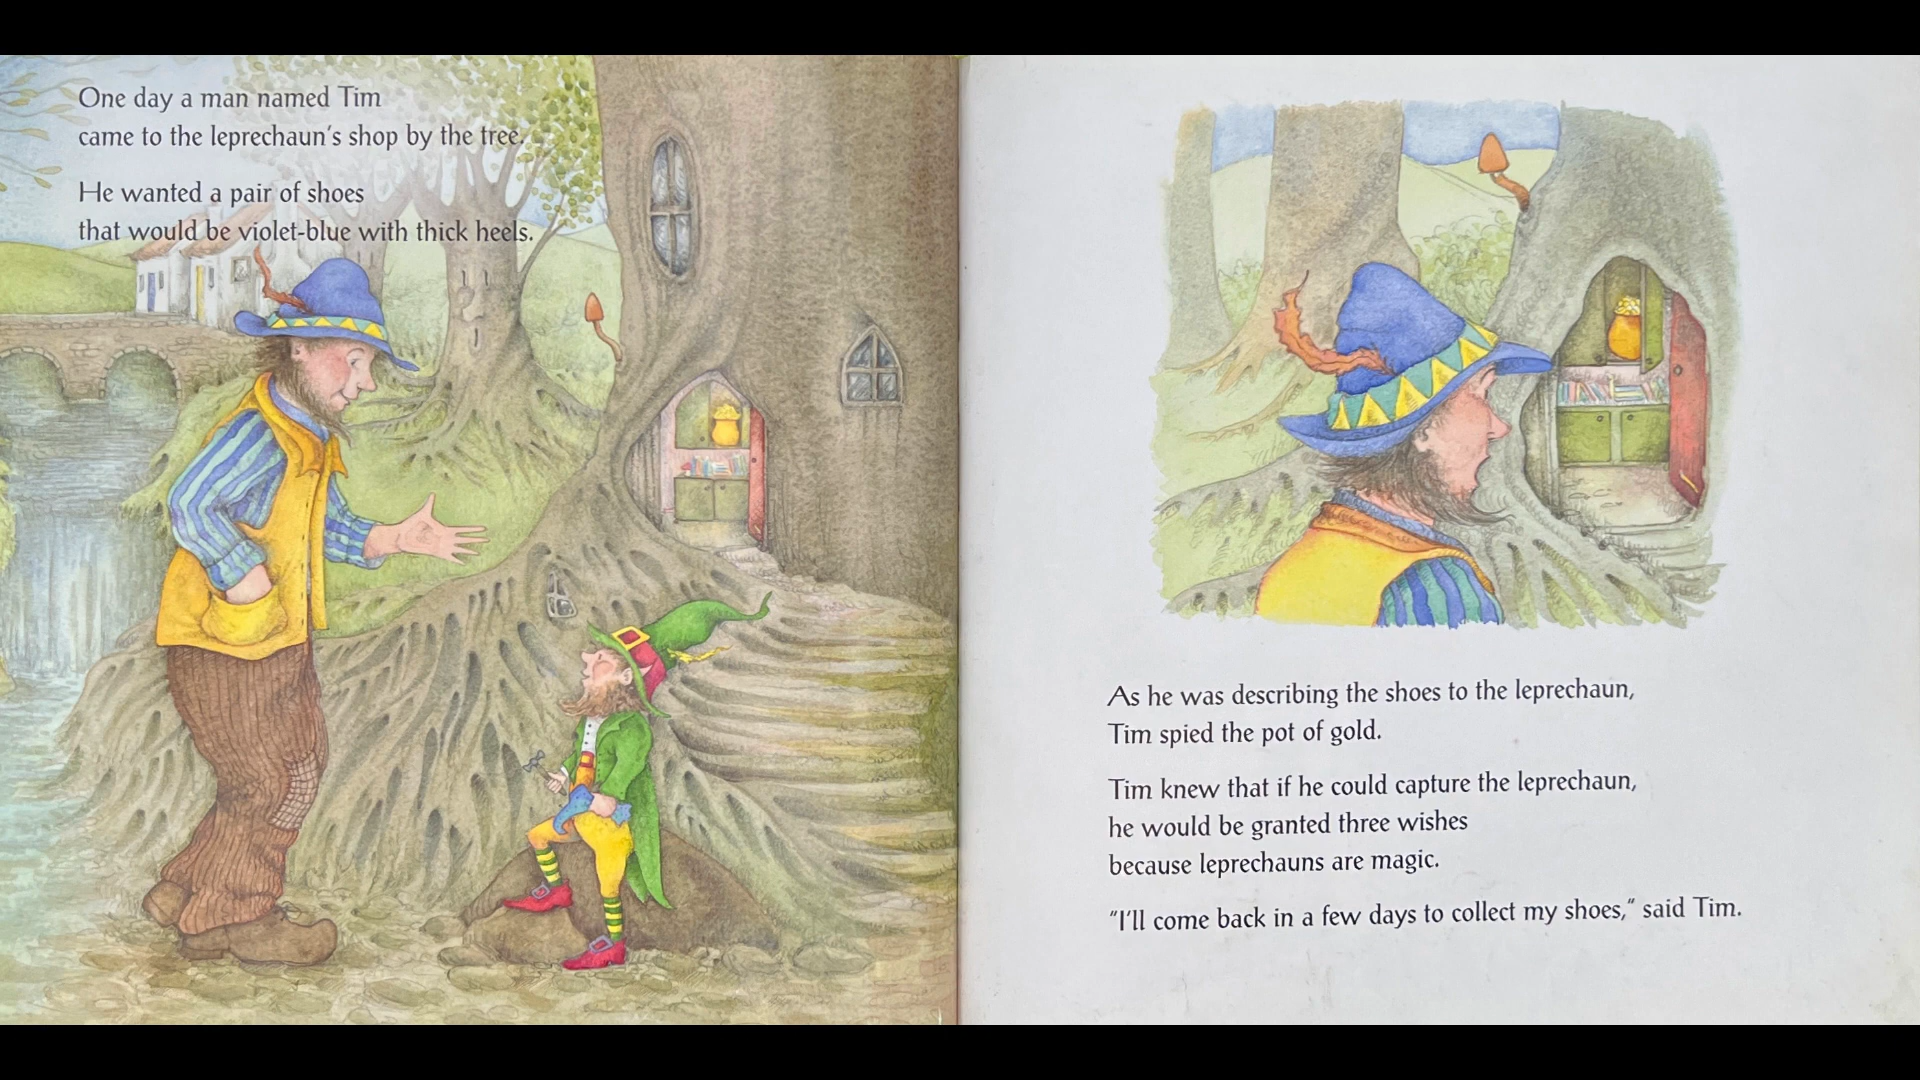 One day a man named Tim
came to the leprechaun's shop by the tree.
He wanted a pair of shoes
that would be violet-blue with thick heels.
As he was describing the shoes to the leprechaun,
Tim spied the pot of gold.
Tim knew that if he could capture the leprechaun,
he would be granted three wishes
because leprechauns are magic.
"I'll come back in a few days to collect my shoes," said Tim.